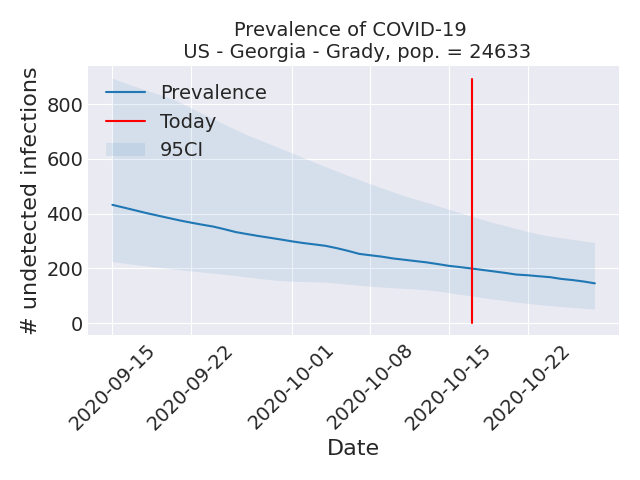 Prevalence of COVID-19
US - Georgia - Grady, pop. = 24633
# undetected infections
800
600
400
200
0
Prevalence
Today
95CI
2020-09-15
2020-09-22
2020-10-01
2020-10-08
2020-10-15
2020-10-22
Date